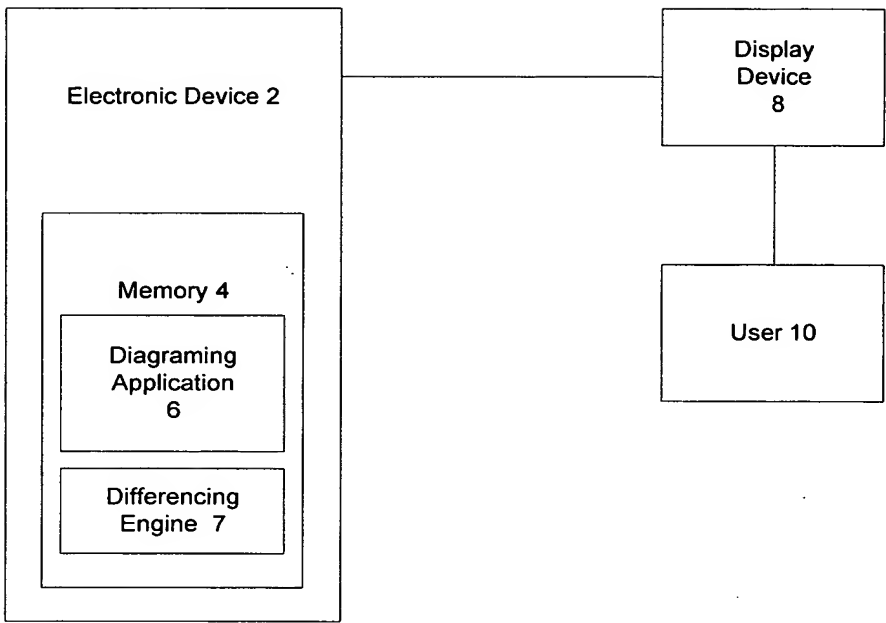 Electronic Device 2
Memory 4
Diagraming
Application
6
Differencing
Engine 7
Display
Device
8
User 10